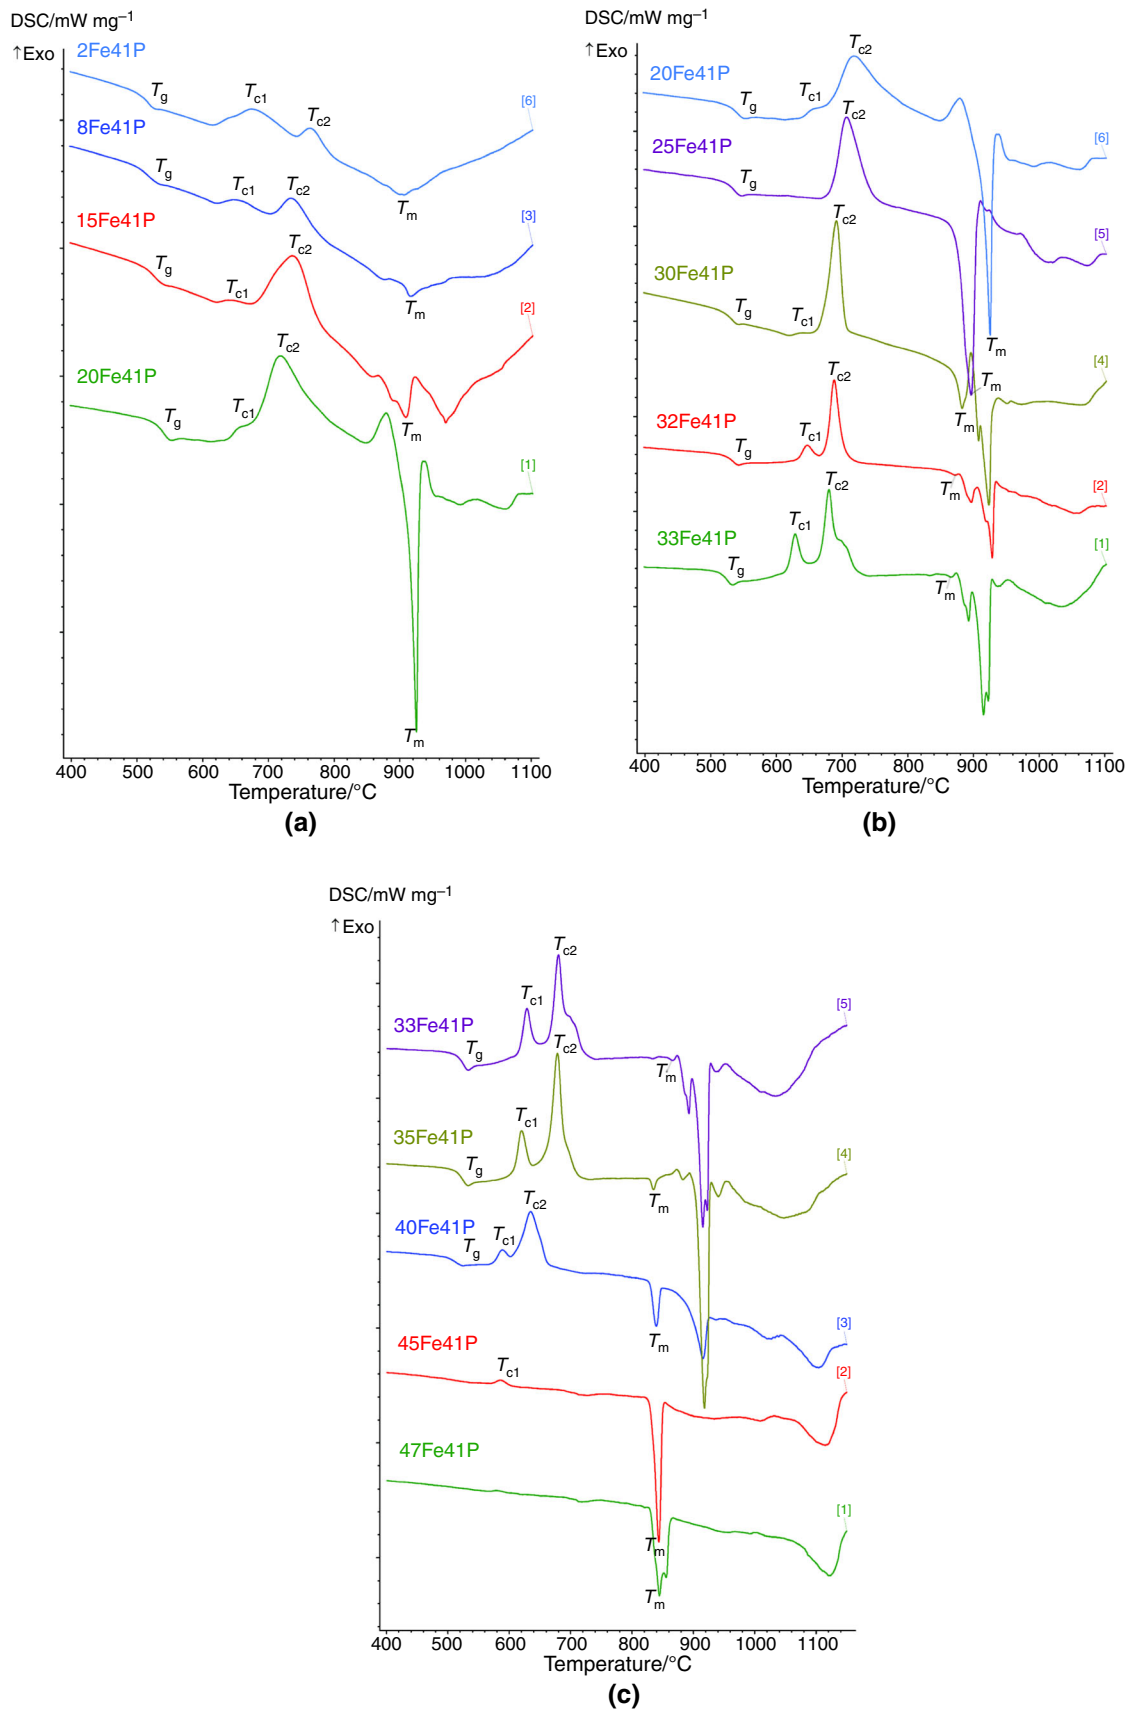 DSC/mW mg–1
↑Exo
2Fe41P
Tg
Tc1
Tc2
[6]
Tm
8Fe41P
Tg
Tc1
Tc2
[3]
Tm
15Fe41P
Tg
Tc1
Tc2
[2]
Tm
20Fe41P
Tg
Tc1
Tc2
[1]
Tm
400 500 600 700 800 900 1000 1100
Temperature/°C
(a)
DSC/mW mg–1
↑Exo
20Fe41P
Tg
Tc1
Tc2
[6]
Tm
25Fe41P
Tg
Tc2
[5]
Tm
30Fe41P
Tg
Tc1
Tc2
[4]
Tm
32Fe41P
Tg
Tc1
Tc2
[2]
Tm
33Fe41P
Tg
Tc1
Tc2
[1]
Tm
400 500 600 700 800 900 1000 1100
Temperature/°C
(b)
DSC/mW mg–1
↑Exo
33Fe41P
Tg
Tc1
Tc2
[5]
Tm
35Fe41P
Tg
Tc1
Tc2
[4]
Tm
40Fe41P
Tg
Tc1
Tc2
[3]
Tm
45Fe41P
Tc1
[2]
Tm
47Fe41P
[1]
Tm
400 500 600 700 800 900 1000 1100
Temperature/°C
(c)